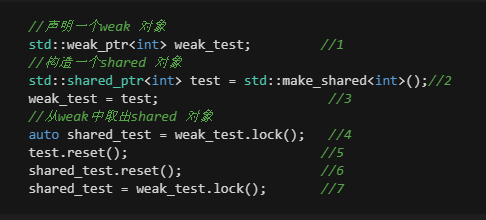 //声明一个weak 对象
std::weak_ptr<int> weak_test; //1
//构造一个shared 对象
std::shared_ptr<int> test = std::make_shared<int>();//2
weak_test = test; //3
//从weak中取出shared 对象
auto shared_test = weak_test.lock(); //4
test.reset(); //5
shared_test.reset(); //6
shared_test = weak_test.lock(); //7